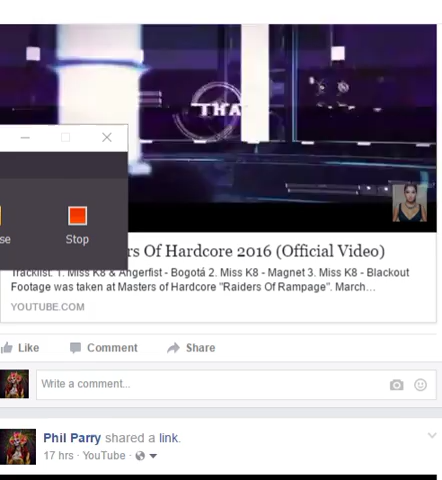 THA
se
Stop
rs Of Hardcore 2016 (Official Video)
Tracklist: 1. Miss K8 & Angerfist - Bogotá 2. Miss K8 - Magnet 3. Miss K8 - Blackout
Footage was taken at Masters of Hardcore "Raiders Of Rampage". March...
YOUTUBE.COM
Like Comment Share
Write a comment...
Phil Parry shared a link.
17 hrs · YouTube ·